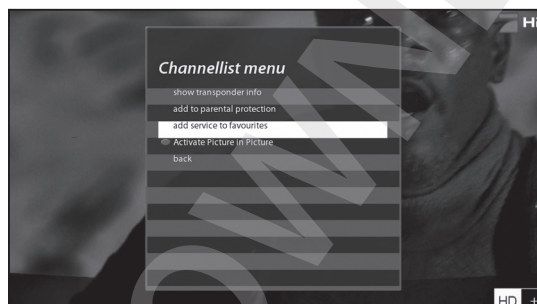 Hi
Channellist menu
show transponder info
add to parental protection
add service to favourites
Activate Picture in Picture
back
HD +